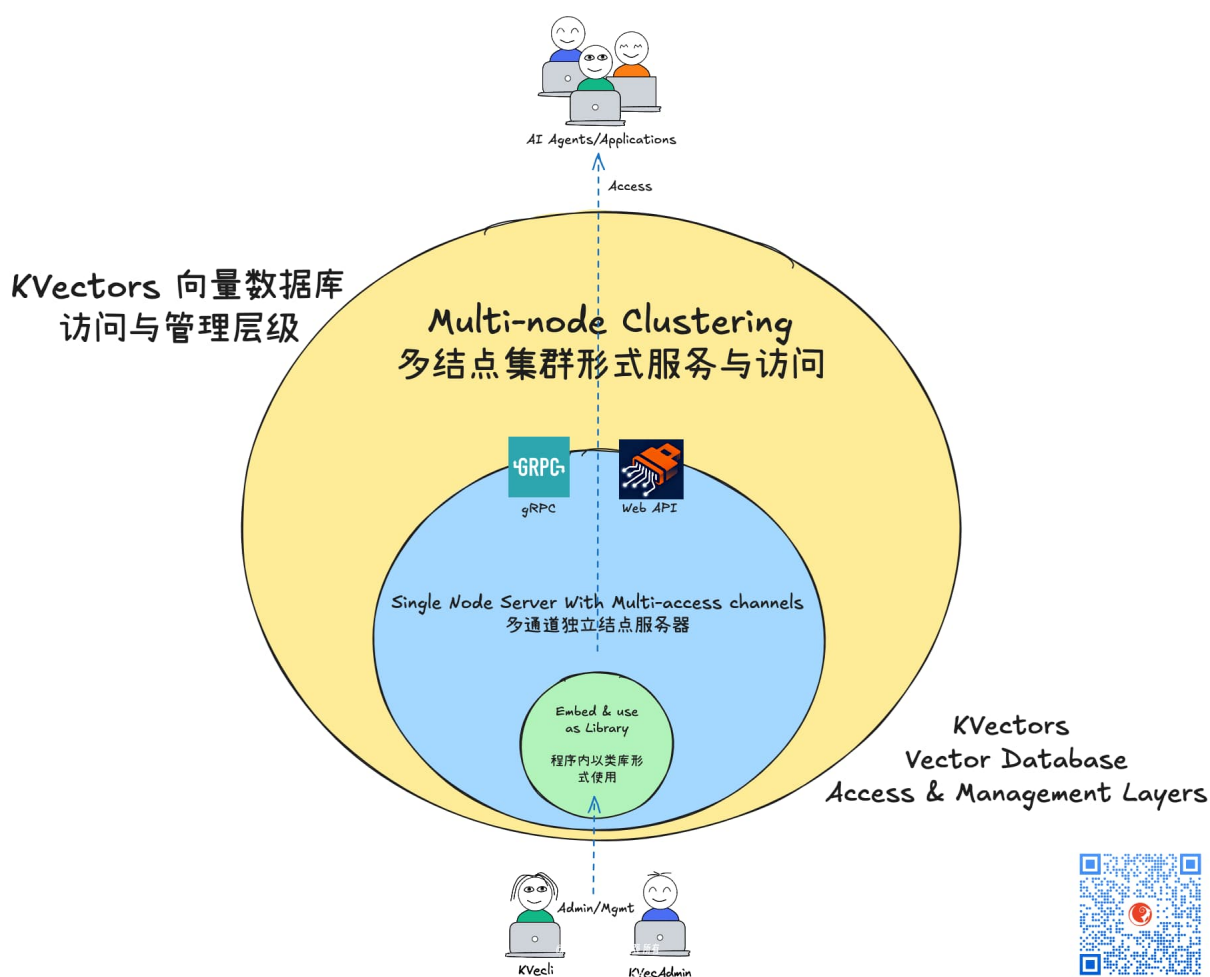 AI Agents/Applications
Access
KVectors 向量数据库
访问与管理层级
Multi-node Clustering
多结点集群形式服务与访问
GRPC
gRPC
Web API
Single Node Server With Multi-access channels
多通道独立结点服务器
Embed & use
as Library
程序内以类库形
式使用
KVectors
Vector Database
Access & Management Layers
Admin/Mgmt
KVecli
KVecAdmin